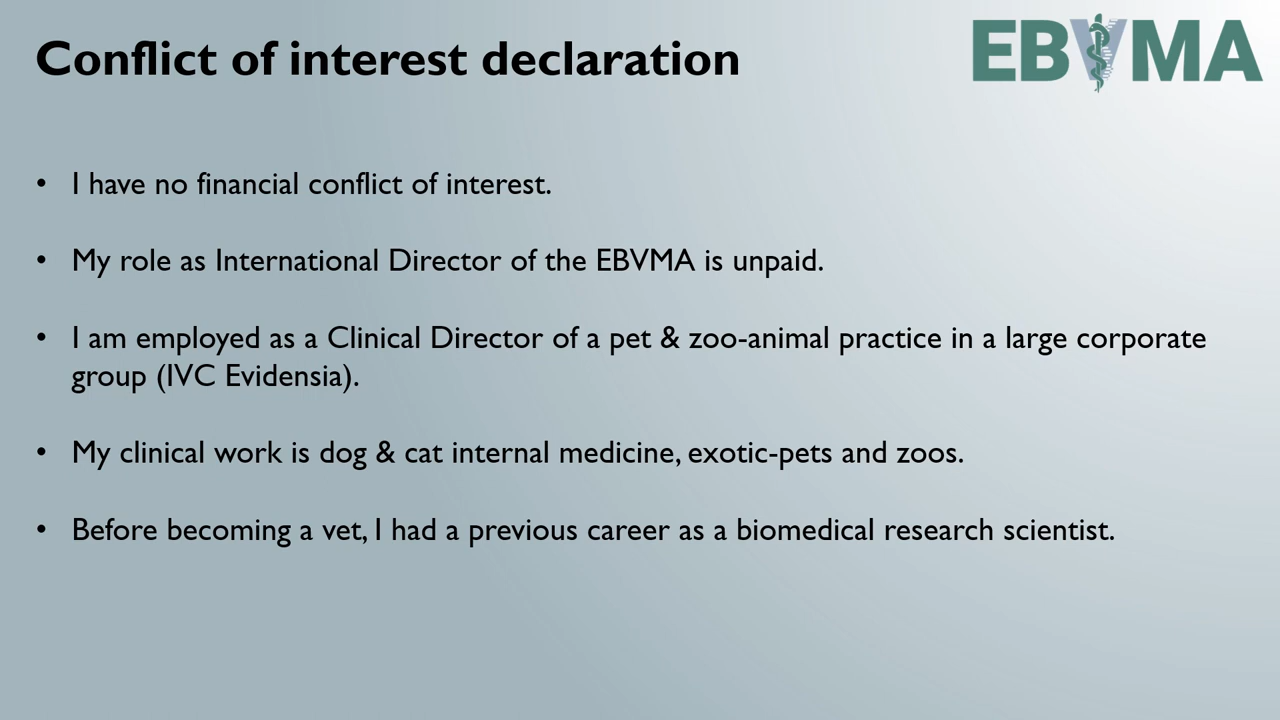 Conflict of interest declaration
EBVMA
• I have no financial conflict of interest.
• My role as International Director of the EBVMA is unpaid.
• I am employed as a Clinical Director of a pet & zoo-animal practice in a large corporate
group (IVC Evidensia).
• My clinical work is dog & cat internal medicine, exotic-pets and zoos.
• Before becoming a vet, I had a previous career as a biomedical research scientist.